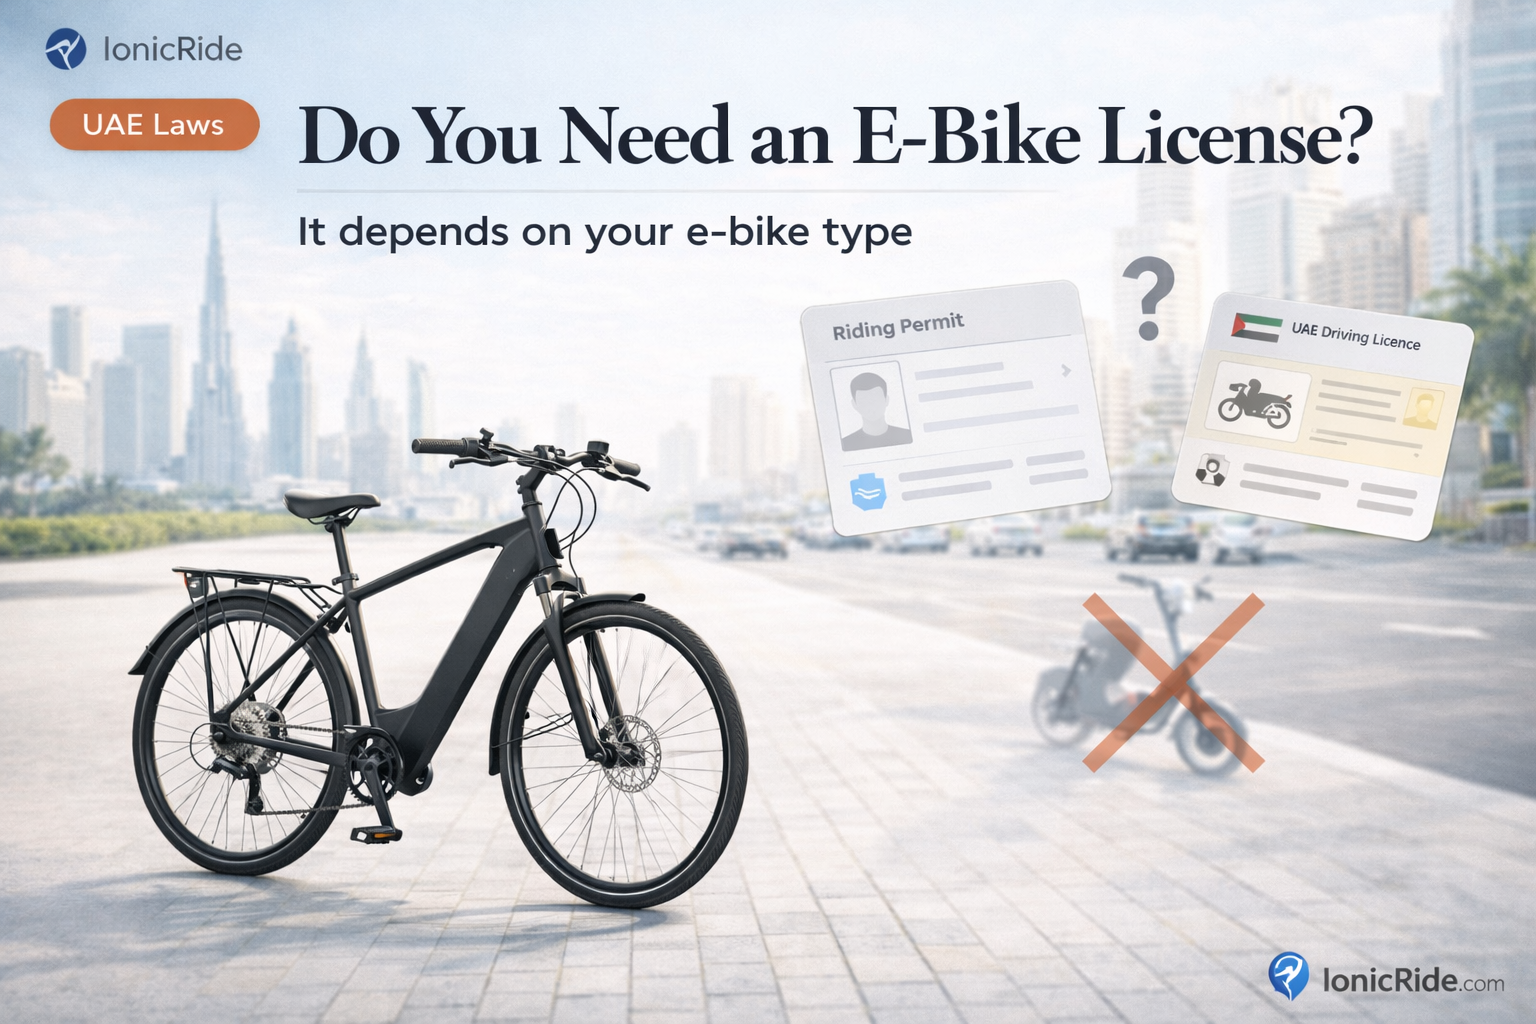 IonicRide
UAE Laws
Do You Need an E-Bike License?
It depends on your e-bike type
?
Riding Permit
UAE Driving Licence
IonicRide.com